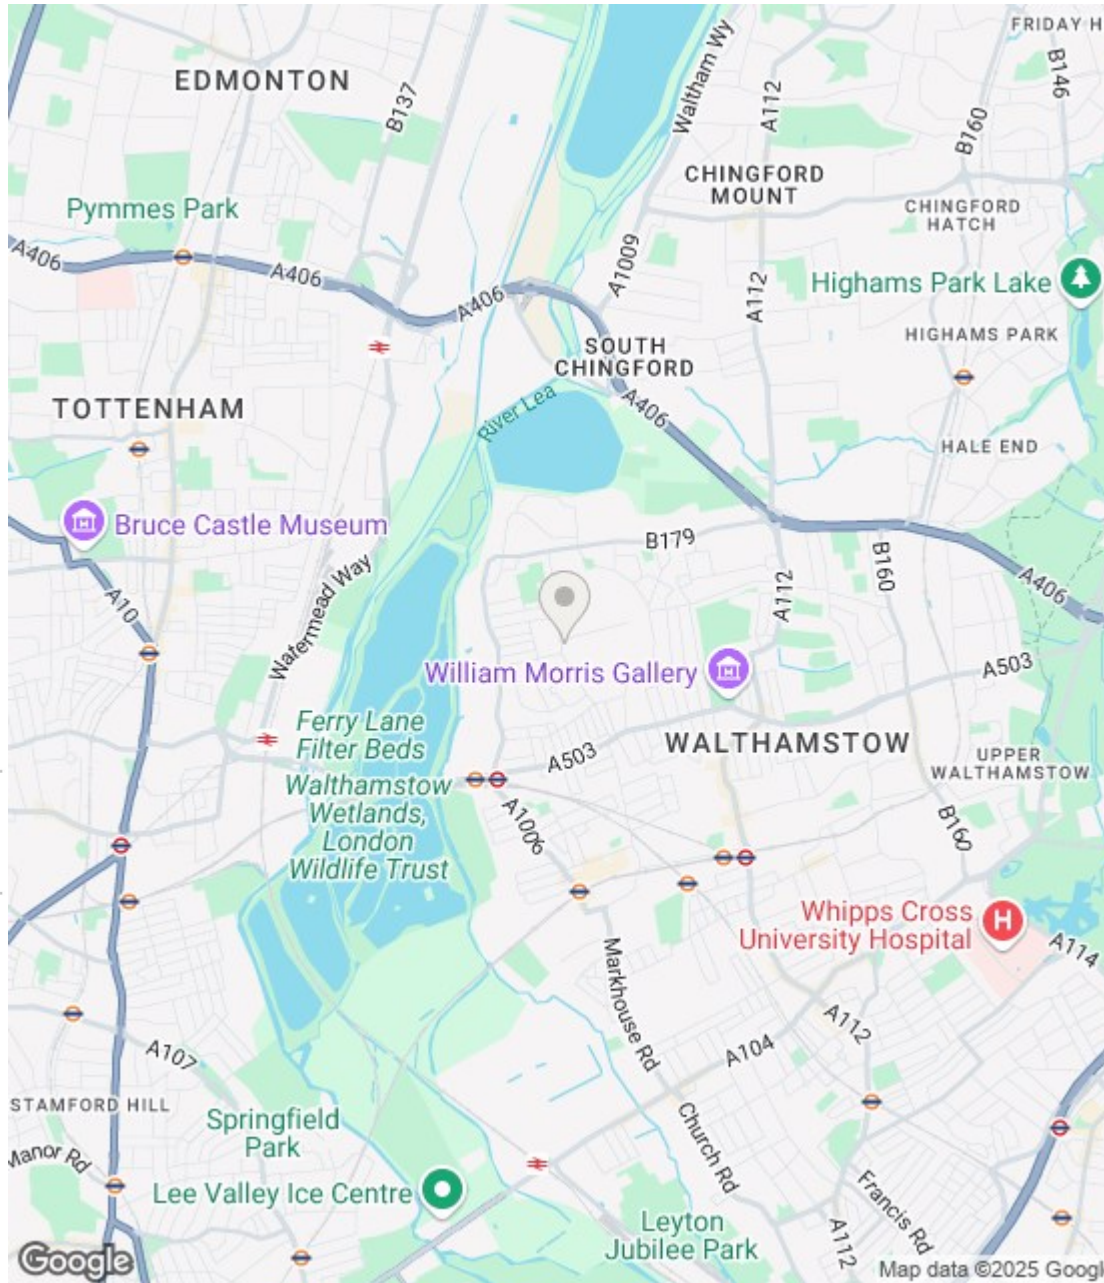 FRIDAY H
EDMONTON
B137
Waltham Wy
A112
B146
B160
CHINGFORD
MOUNT
Pymmes Park
CHINGFORD
HATCH
A406
A406
A406
A1009
A112
Highams Park Lake
HIGHAMS PARK
SOUTH
CHINGFORD
A406
TOTTENHAM
River Lea
HALE END
Bruce Castle Museum
B179
B160
A10
Watermead Way
A112
A406
William Morris Gallery
A503
Ferry Lane
Filter Beds
A503
WALTHAMSTOW
UPPER
WALTHAMSTOW
Walthamstow
Wetlands,
London
Wildlife Trust
A1006
B160
Whipps Cross
University Hospital
H
A114
Markhouse Rd
A107
A112
A104
STAMFORD HILL
Springfield
Park
Church Rd
Manor Rd
Lee Valley Ice Centre
Francis Rd
Leyton
Jubilee Park
A112
Google
Map data ©2025 Googl